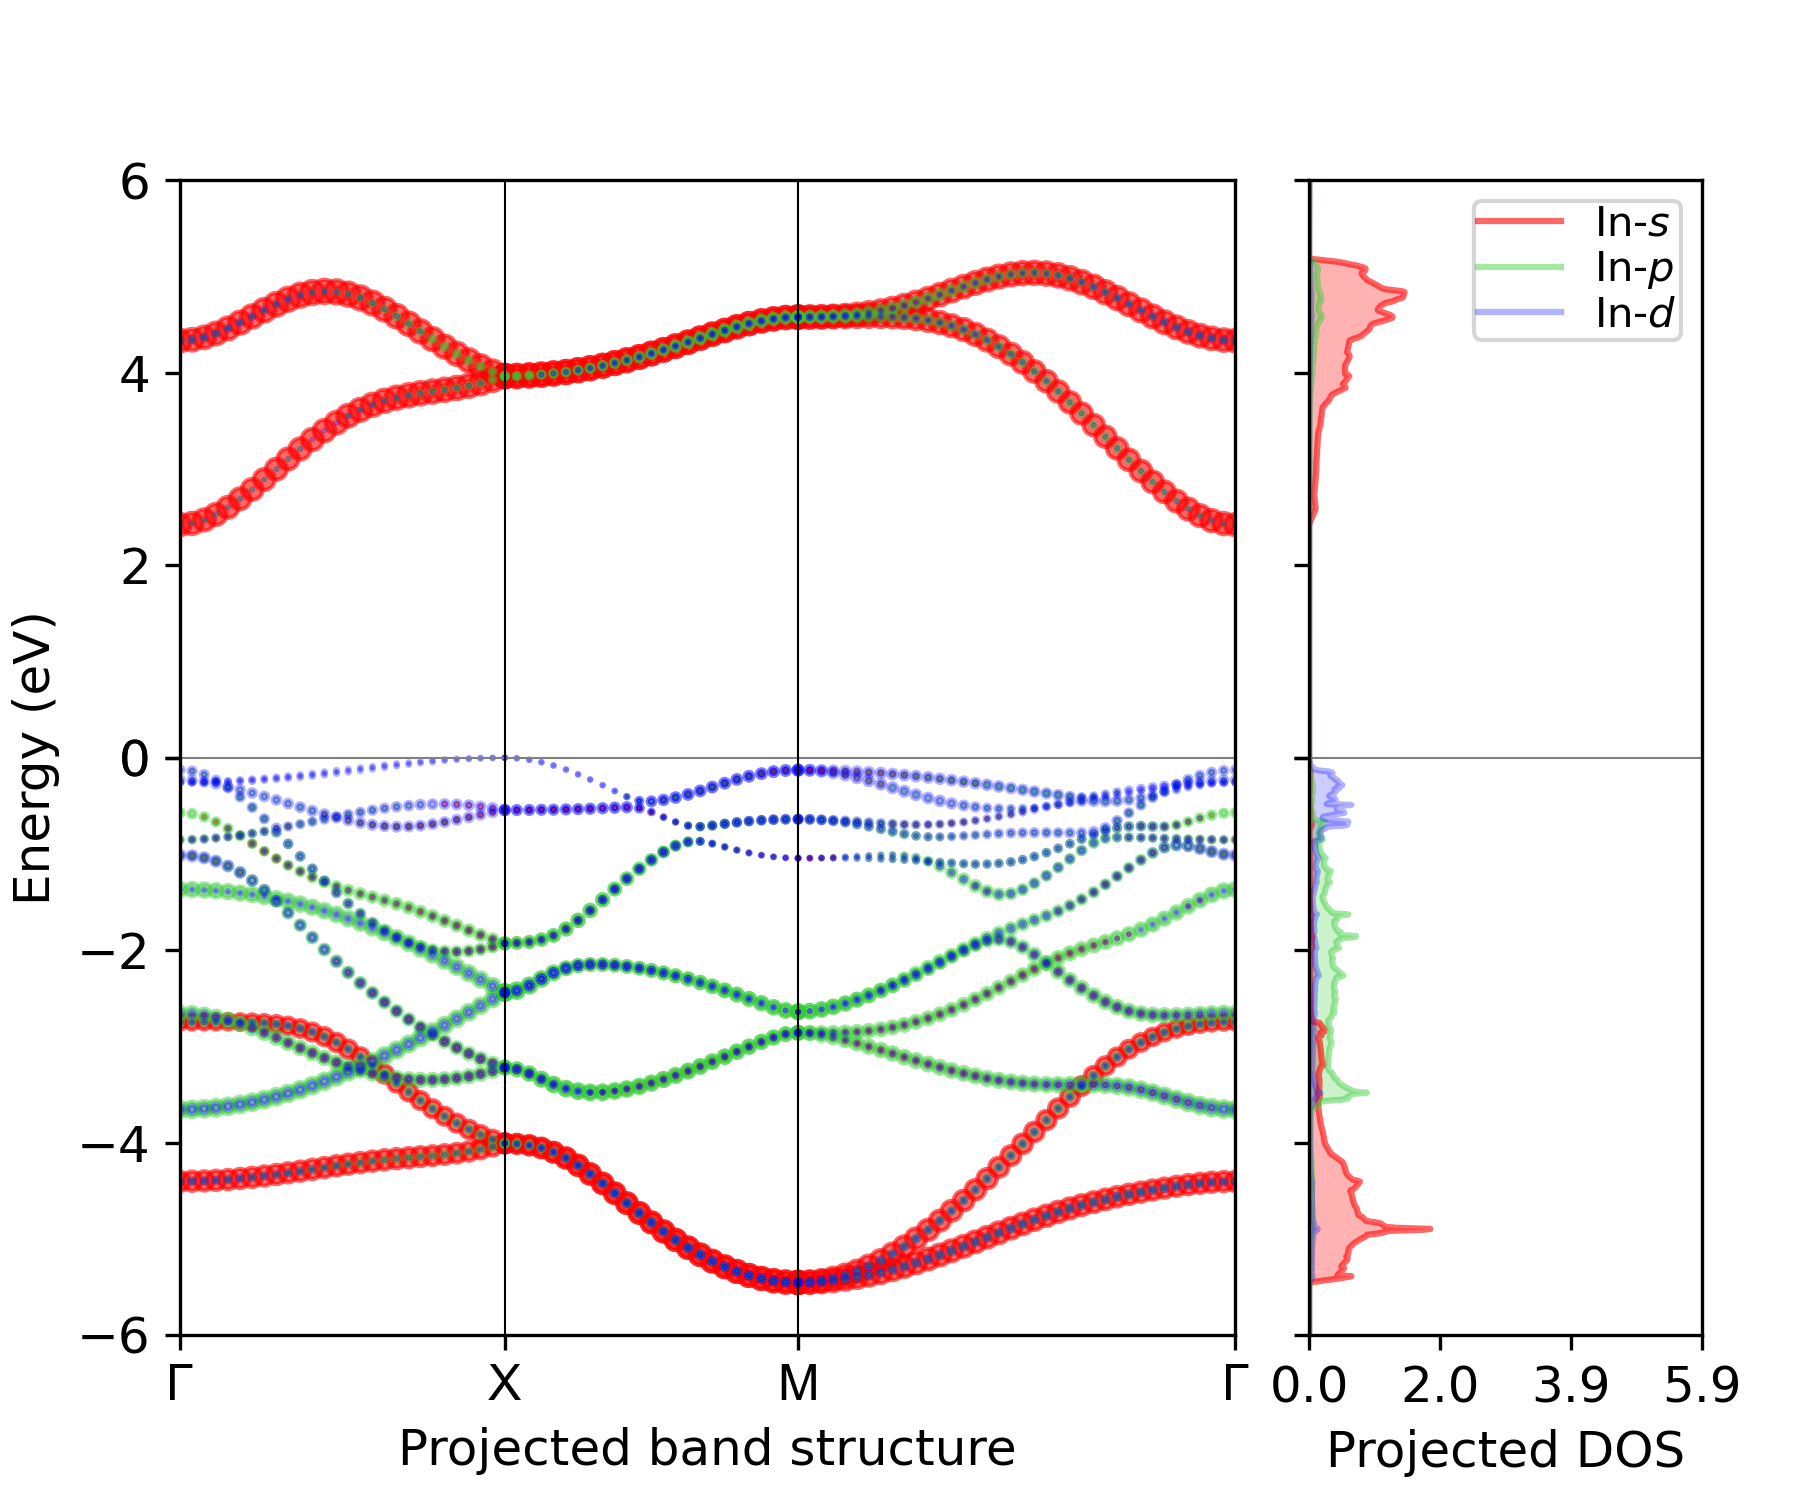 6
4
2
0
−2
−4
−6
Energy (eV)
Γ X M Γ
Projected band structure
In-s
In-p
In-d
0.0 2.0 3.9 5.9
Projected DOS